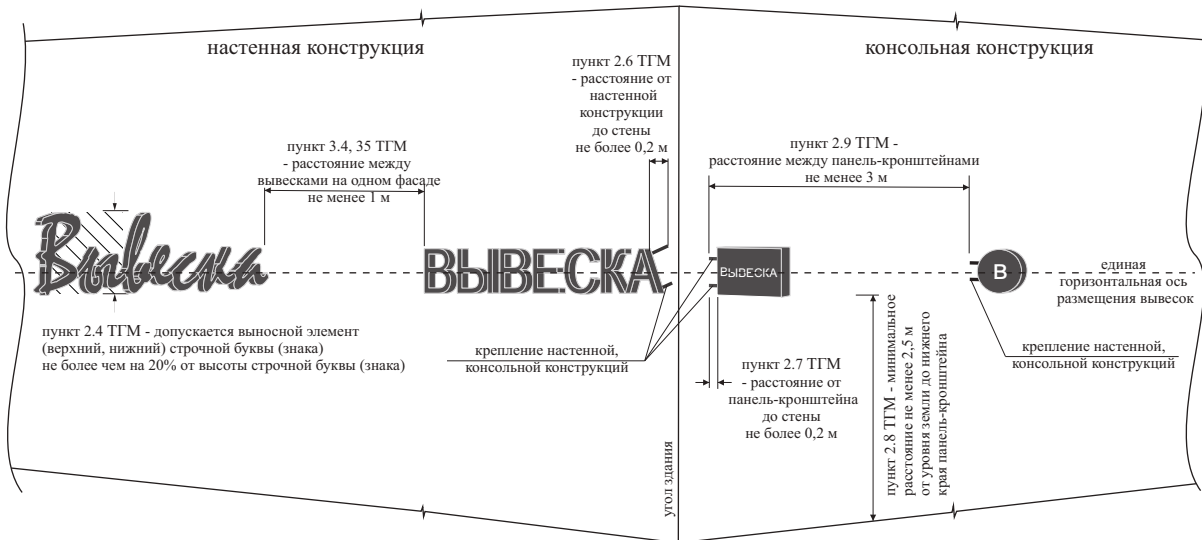 настенная конструкция
консольная конструкция
пункт 2.6 ТГМ
- расстояние от
настенной
конструкции
до стены
не более 0,2 м
пункт 3.4, 35 ТГМ
- расстояние между
вывесками на одном фасаде
не менее 1 м
пункт 2.9 ТГМ -
расстояние между панель-кронштейнами
не менее 3 м
Вывеска
ВЫВЕСКА
ВЫВЕСКА
В
единая
горизонтальная ось
размещения вывесок
пункт 2.4 ТГМ - допускается выносной элемент
(верхний, нижний) строчной буквы (знака)
не более чем на 20% от высоты строчной буквы (знака)
крепление настенной,
консольной конструкций
пункт 2.7 ТГМ
- расстояние от
панель-кронштейна
до стены
не более 0,2 м
пункт 2.8 ТГМ - минимальное
расстояние не менее 2,5 м
от уровня земли до нижнего
края панель-кронштейна
крепление настенной,
консольной конструкций
угол здания